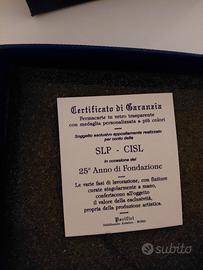 Certificato di Garanzia
Fermacarte in vetro trasparente
con medaglia personalizzata a più colori
Soggetto esclusivo appositamente realizzato
per conto della
SLP - CISL
in occasione del
25° Anno di Fondazione
Le varie fasi di lavorazione, con finiture
curate singolarmente a mano,
conferiscono all'oggetto
il valore della esclusività,
propria della produzione artistica.
subito